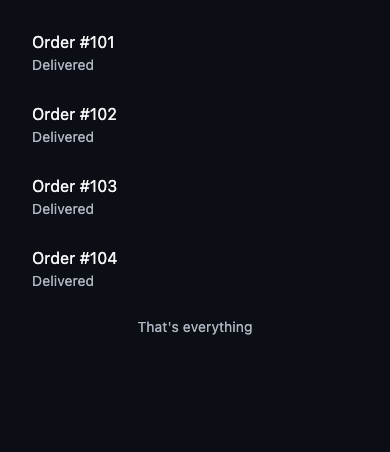 Order #101
Delivered
Order #102
Delivered
Order #103
Delivered
Order #104
Delivered
That's everything